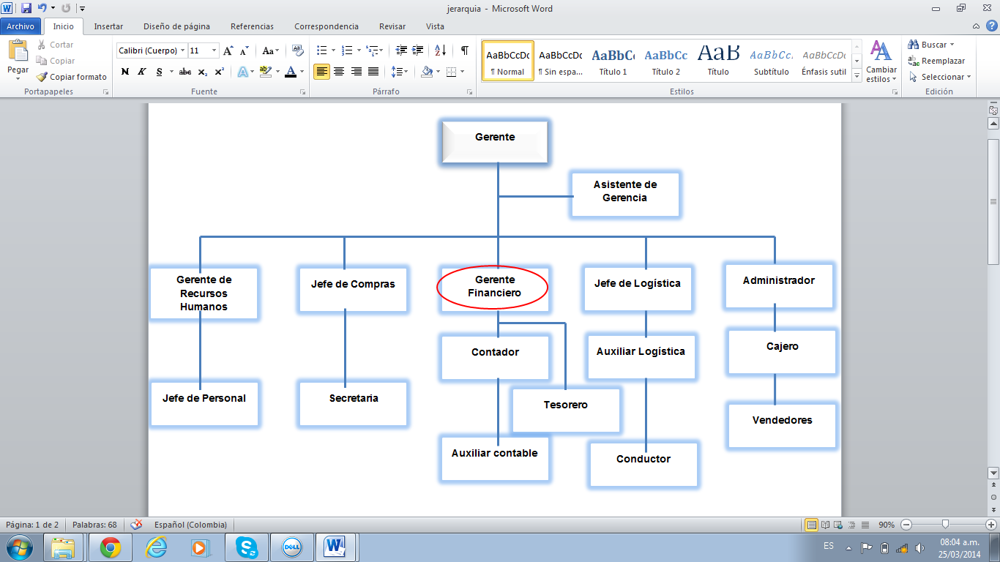 jerarquia - Microsoft Word
Archivo Inicio Insertar Diseño de página Referencias Correspondencia Revisar Vista
Pegar
Cortar
Copiar
Copiar formato
Portapapeles
Calibri (Cuerpo) 11
N K S abc x₂ x²
Fuente
Párrafo
AaBbCcDc AaBbCcDc AaBbCc AaBbCc AaB AaBbCc. AaBbCcDc
¶ Normal ¶ Sin espa... Título 1 Título 2 Título Subtítulo Énfasis sutil
Estilos
Cambiar
estilos
Buscar
Reemplazar
Seleccionar
Edición
Gerente
Asistente de
Gerencia
Gerente de
Recursos
Humanos
Jefe de Compras
Gerente
Financiero
Jefe de Logística
Administrador
Contador
Auxiliar Logística
Cajero
Jefe de Personal
Secretaria
Tesorero
Vendedores
Auxiliar contable
Conductor
Página: 1 de 2 Palabras: 68 Español (Colombia) 90%
ES
08:04 a.m.
25/03/2014
DELL